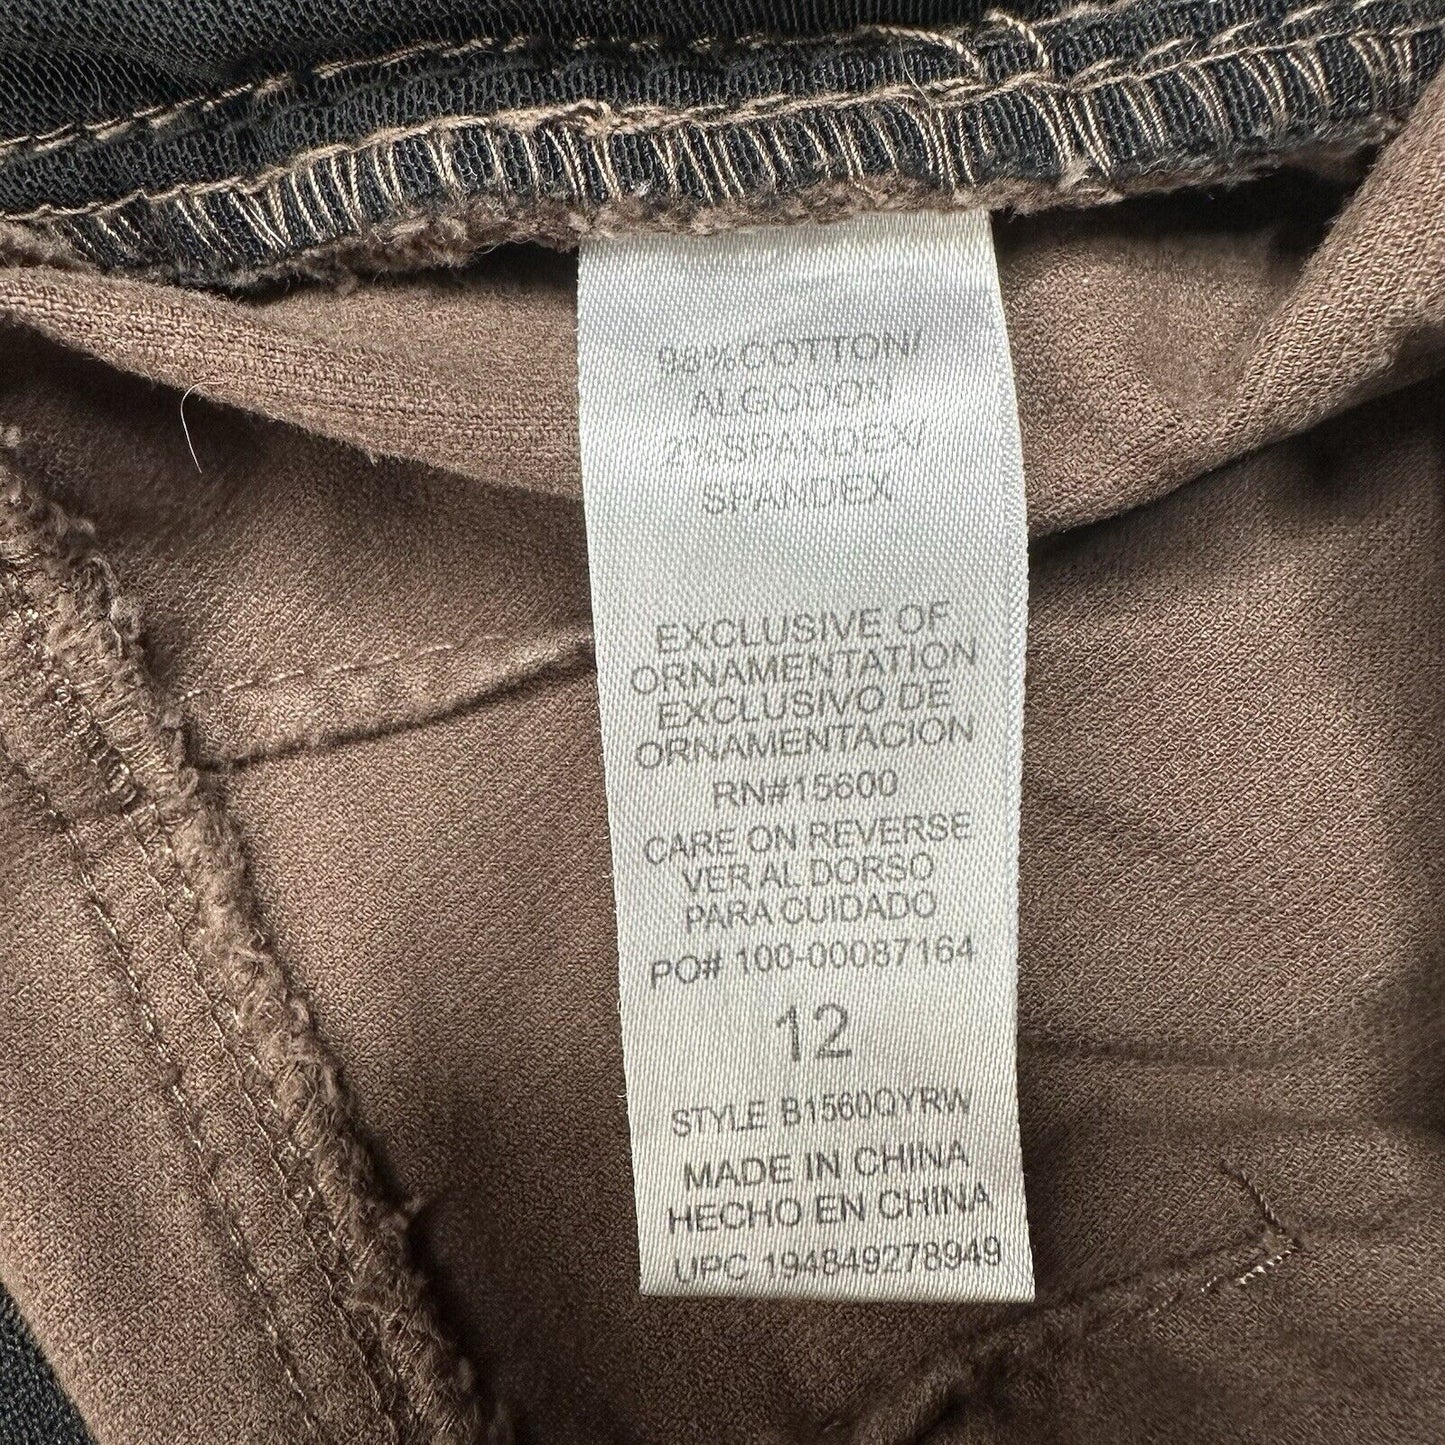 98%COTTON/
ALGODON
2%SPANDEX/
SPANDEX
EXCLUSIVE OF
ORNAMENTATION
EXCLUSIVO DE
ORNAMENTACION
RN#15600
CARE ON REVERSE
VER AL DORSO
PARA CUIDADO
PO# 100-00087164
12
STYLE B1560QYRW
MADE IN CHINA
HECHO EN CHINA
UPC 194849278949